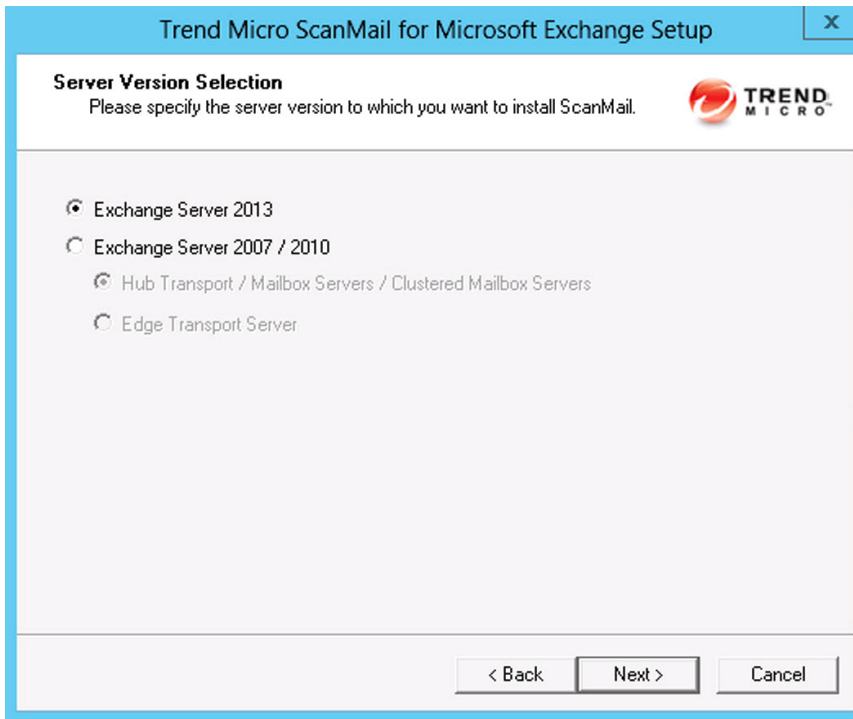 Trend Micro ScanMail for Microsoft Exchange Setup
x
Server Version Selection
Please specify the server version to which you want to install ScanMail.
TREND
MICRO™
Exchange Server 2013
Exchange Server 2007 / 2010
Hub Transport / Mailbox Servers / Clustered Mailbox Servers
Edge Transport Server
< Back
Next >
Cancel